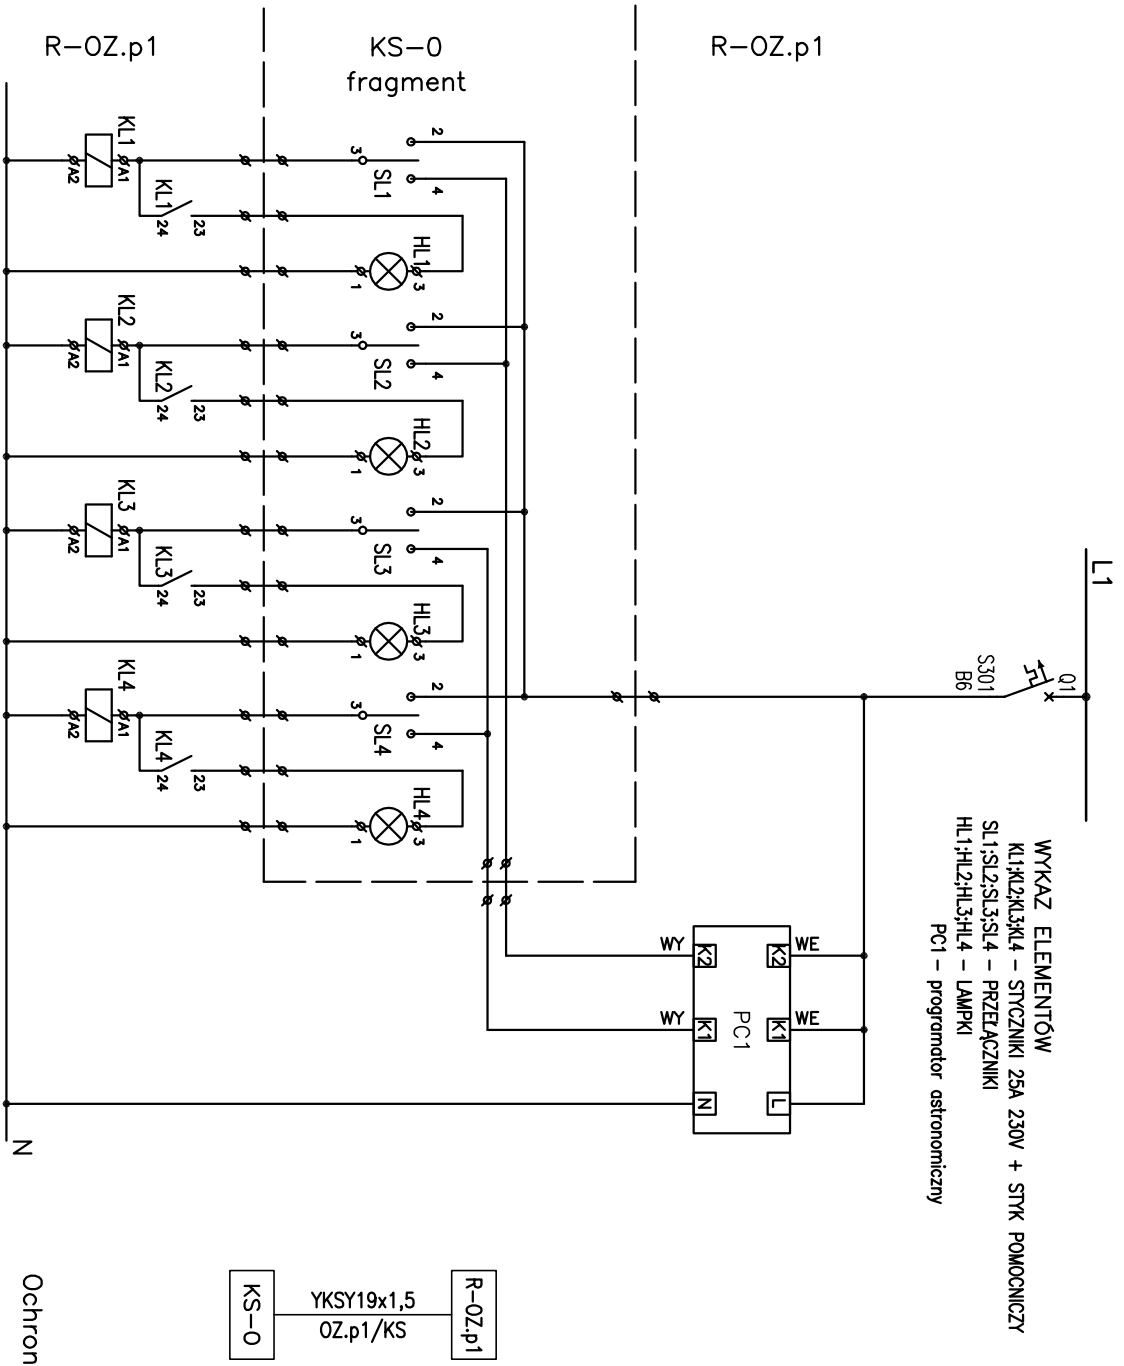 R-OZ.p1
KS-0
fragment
R-OZ.p1
L1
Q1
S301
B6
WYKAZ ELEMENTÓW
KL1;KL2;KL3;KL4 - STYCZNIKI 25A 230V + STYK POMOCNICZY
SL1;SL2;SL3;SL4 - PRZEŁĄCZNIKI
HL1;HL2;HL3;HL4 - LAMPKI
PC1 - programator astronomiczny
KL1
A1
A2
KL1
23
24
2
3
4
SL1
HL1
3
1
KL2
A1
A2
KL2
23
24
2
3
4
SL2
HL2
3
1
KL3
A1
A2
KL3
23
24
2
3
4
SL3
HL3
3
1
KL4
A1
A2
KL4
23
24
2
3
4
SL4
HL4
3
1
WY
K2
K2
WE
WY
K1
K1
WE
PC1
N
L
N
R-OZ.p1
YKSY19x1,5
OZ.p1/KS
KS-0
Ochron